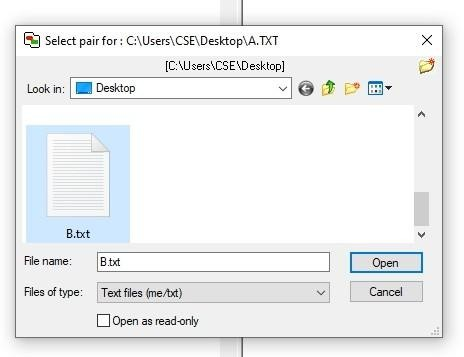 Select pair for : C:\Users\CSE\Desktop\A.TXT
[C:\Users\CSE\Desktop]
Look in: Desktop
B.txt
File name: B.txt Open
Files of type: Text files (me/txt) Cancel
Open as read-only